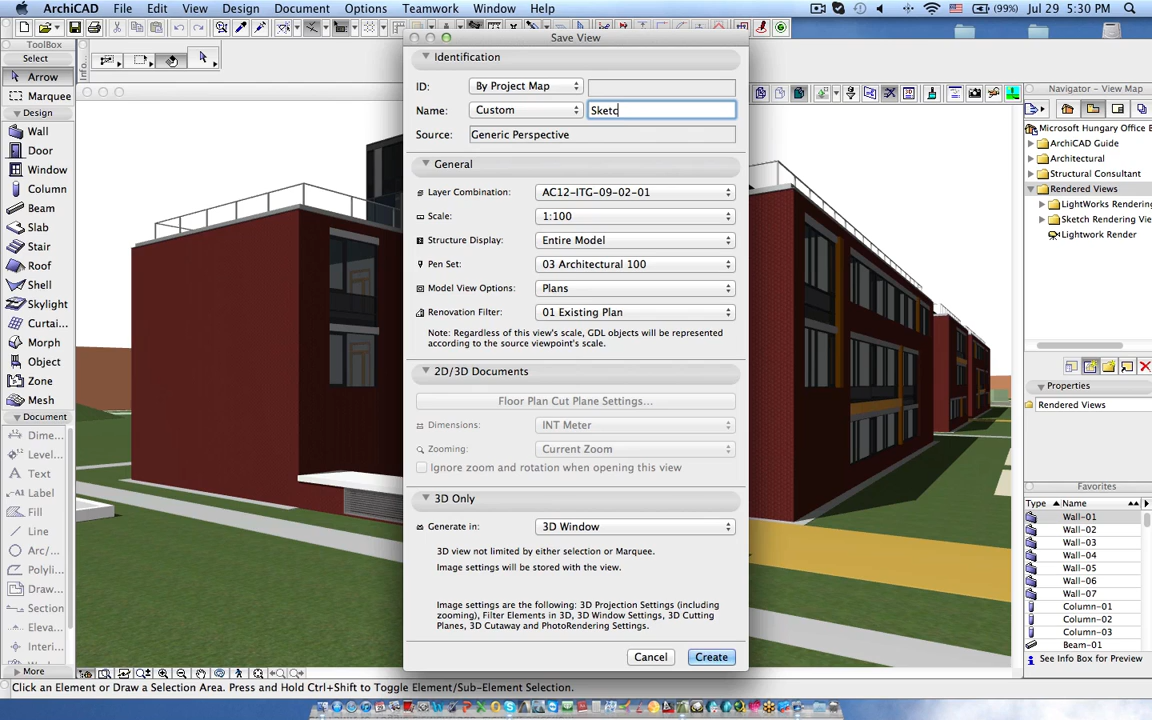 ArchiCAD File Edit View Design Document Options Teamwork Window Help (99%) Jul 29 5:30 PM
ToolBox
Select
Arrow
Marquee
Design
Wall
Door
Window
Column
Beam
Slab
Stair
Roof
Shell
Skylight
Curtai...
Morph
Object
Zone
Mesh
Document
Dime...
Level...
Text
Label
Fill
Line
Arc/...
Polyli...
Draw...
Section
Eleva...
Interi...
More
Info...
Save View
Identification
ID: By Project Map
Name: Custom Sketc
Source: Generic Perspective
General
Layer Combination: AC12-ITG-09-02-01
Scale: 1:100
Structure Display: Entire Model
Pen Set: 03 Architectural 100
Model View Options: Plans
Renovation Filter: 01 Existing Plan
Note: Regardless of this view's scale, GDL objects will be represented
according to the source viewpoint's scale.
2D/3D Documents
Floor Plan Cut Plane Settings...
Dimensions: INT Meter
Zooming: Current Zoom
Ignore zoom and rotation when opening this view
3D Only
Generate in: 3D Window
3D view not limited by either selection or Marquee.
Image settings will be stored with the view.
Image settings are the following: 3D Projection Settings (including
zooming), Filter Elements in 3D, 3D Window Settings, 3D Cutting
Planes, 3D Cutaway and PhotoRendering Settings.
Cancel Create
Navigator - View Map
Microsoft Hungary Office B
ArchiCAD Guide
Architectural
Structural Consultant
Rendered Views
LightWorks Rendering
Sketch Rendering Vie
Lightwork Render
Properties
Rendered Views
Favorites
Type Name
Wall-01
Wall-02
Wall-03
Wall-04
Wall-05
Wall-06
Wall-07
Column-01
Column-02
Column-03
Beam-01
See Info Box for Preview
Click an Element or Draw a Selection Area. Press and Hold Ctrl+Shift to Toggle Element/Sub-Element Selection.